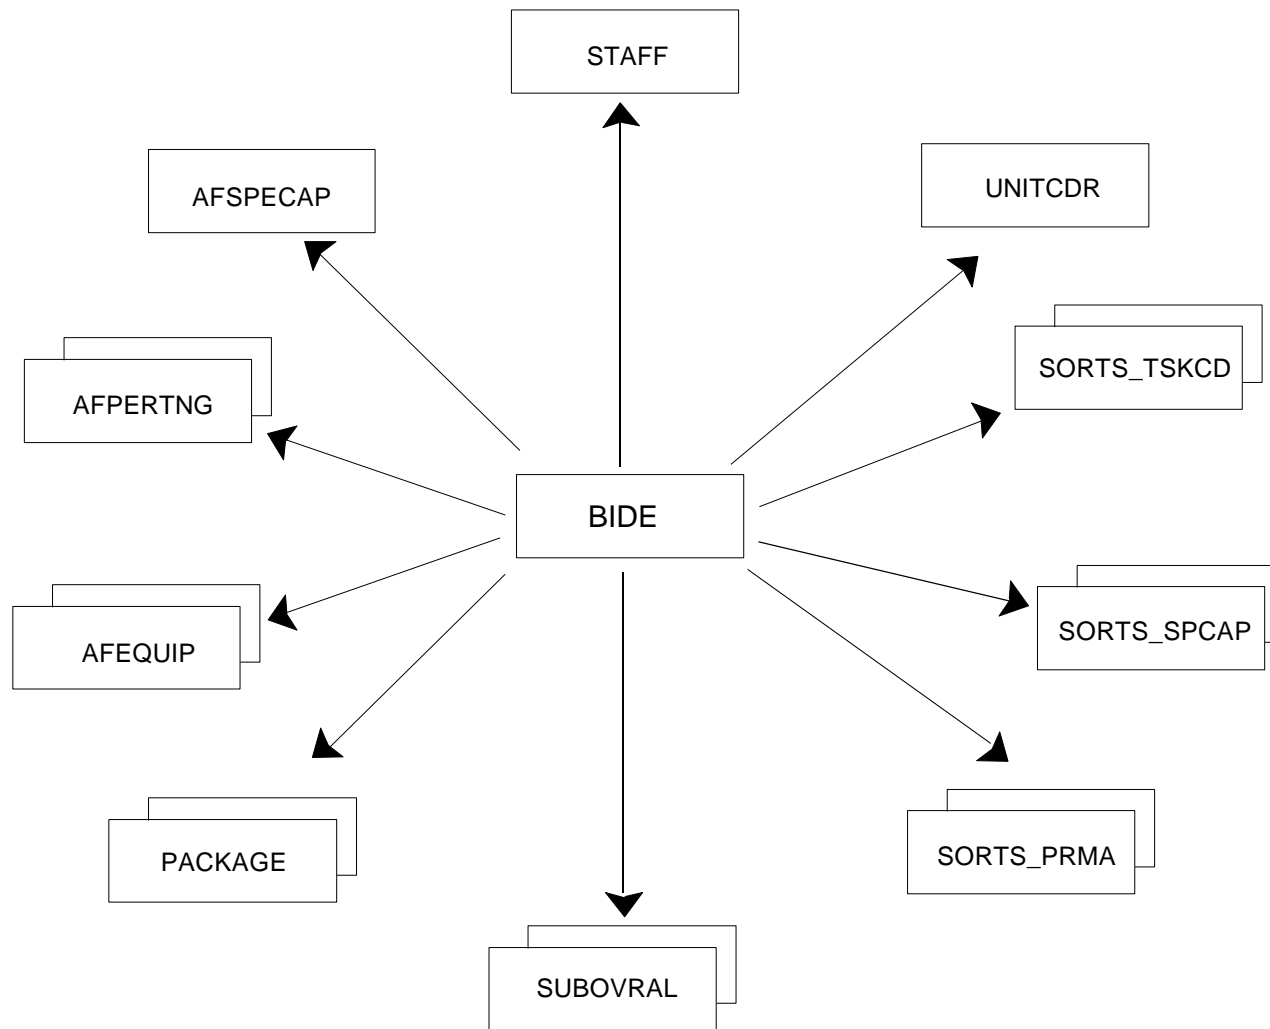 STAFF
AFSPECAP
UNITCDR
AFPERTNG
SORTS_TSKCD
BIDE
AFEQUIP
SORTS_SPCAP
PACKAGE
SORTS_PRMA
SUBOVRAL